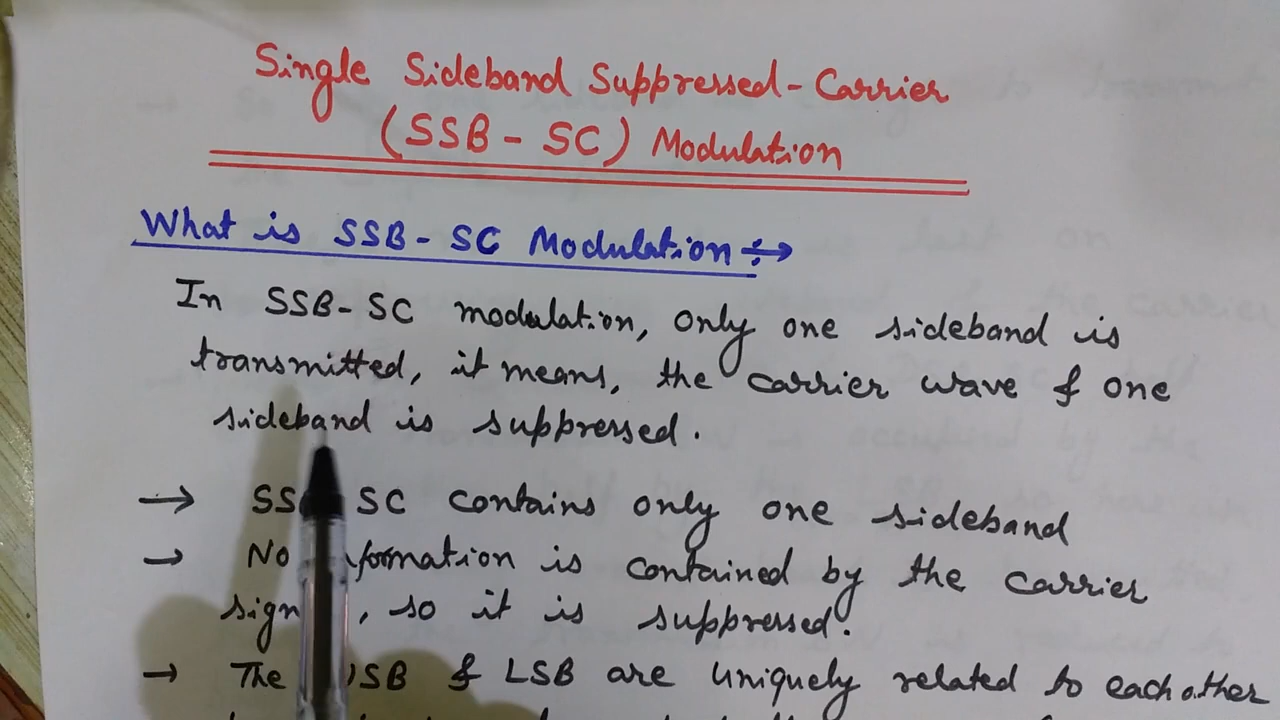 Single Sideband Suppressed-Carrier
(SSB - SC) Modulation
What is SSB - SC Modulation ÷→
In SSB-SC modulation, only one sideband is
transmitted, it means, the carrier wave & one
sideband is suppressed.
→ SS SC contains only one sideband
→ No formation is contained by the carrier
sign , so it is suppressed.
→ The SB & LSB are uniquely related to each other